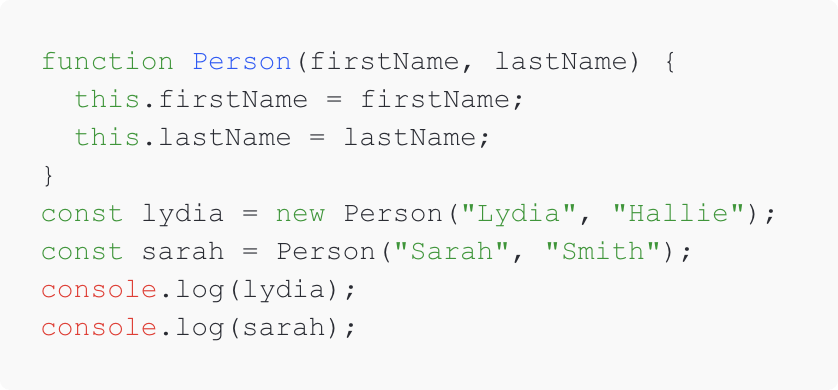 function Person(firstName, lastName) {
  this.firstName = firstName;
  this.lastName = lastName;
}
const lydia = new Person("Lydia", "Hallie");
const sarah = Person("Sarah", "Smith");
console.log(lydia);
console.log(sarah);